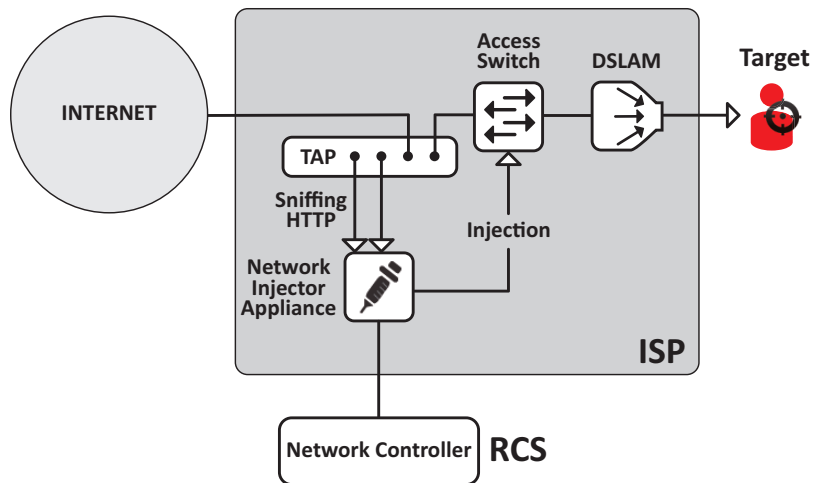 INTERNET
Access
Switch
DSLAM
Target
TAP
Sniffing
HTTP
Injection
Network
Injector
Appliance
ISP
Network Controller
RCS